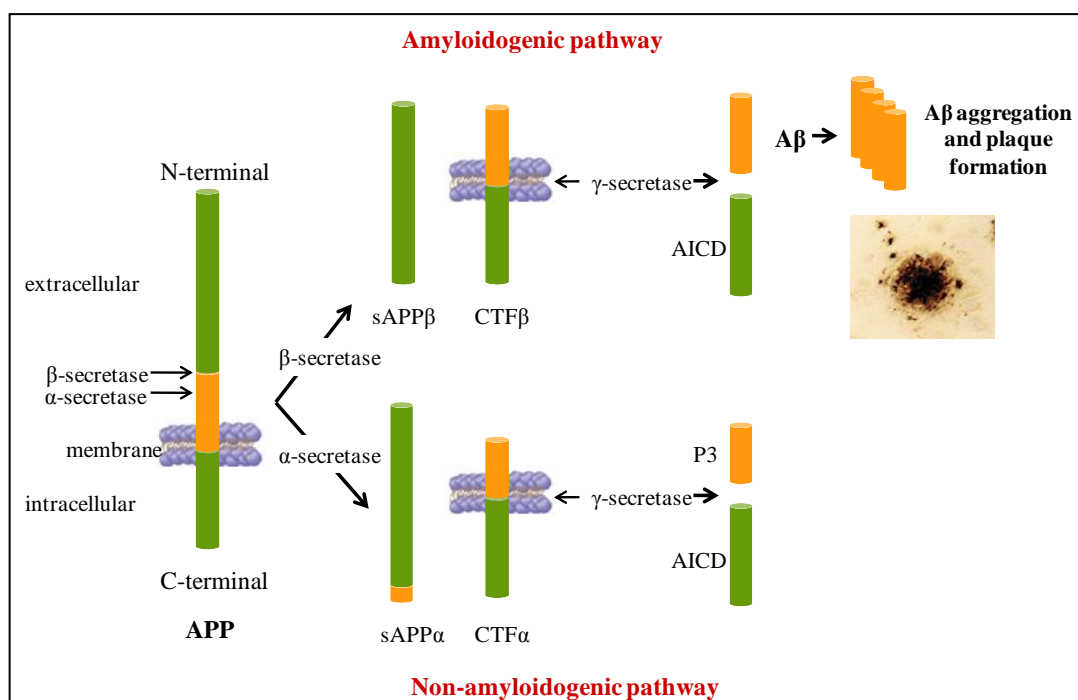 Amyloidogenic pathway
N-terminal
extracellular
β-secretase
α-secretase
membrane
intracellular
C-terminal
APP
β-secretase
α-secretase
sAPPβ
CTFβ
γ-secretase
AICD
Aβ
Aβ aggregation
and plaque
formation
sAPPα
CTFα
γ-secretase
P3
AICD
Non-amyloidogenic pathway